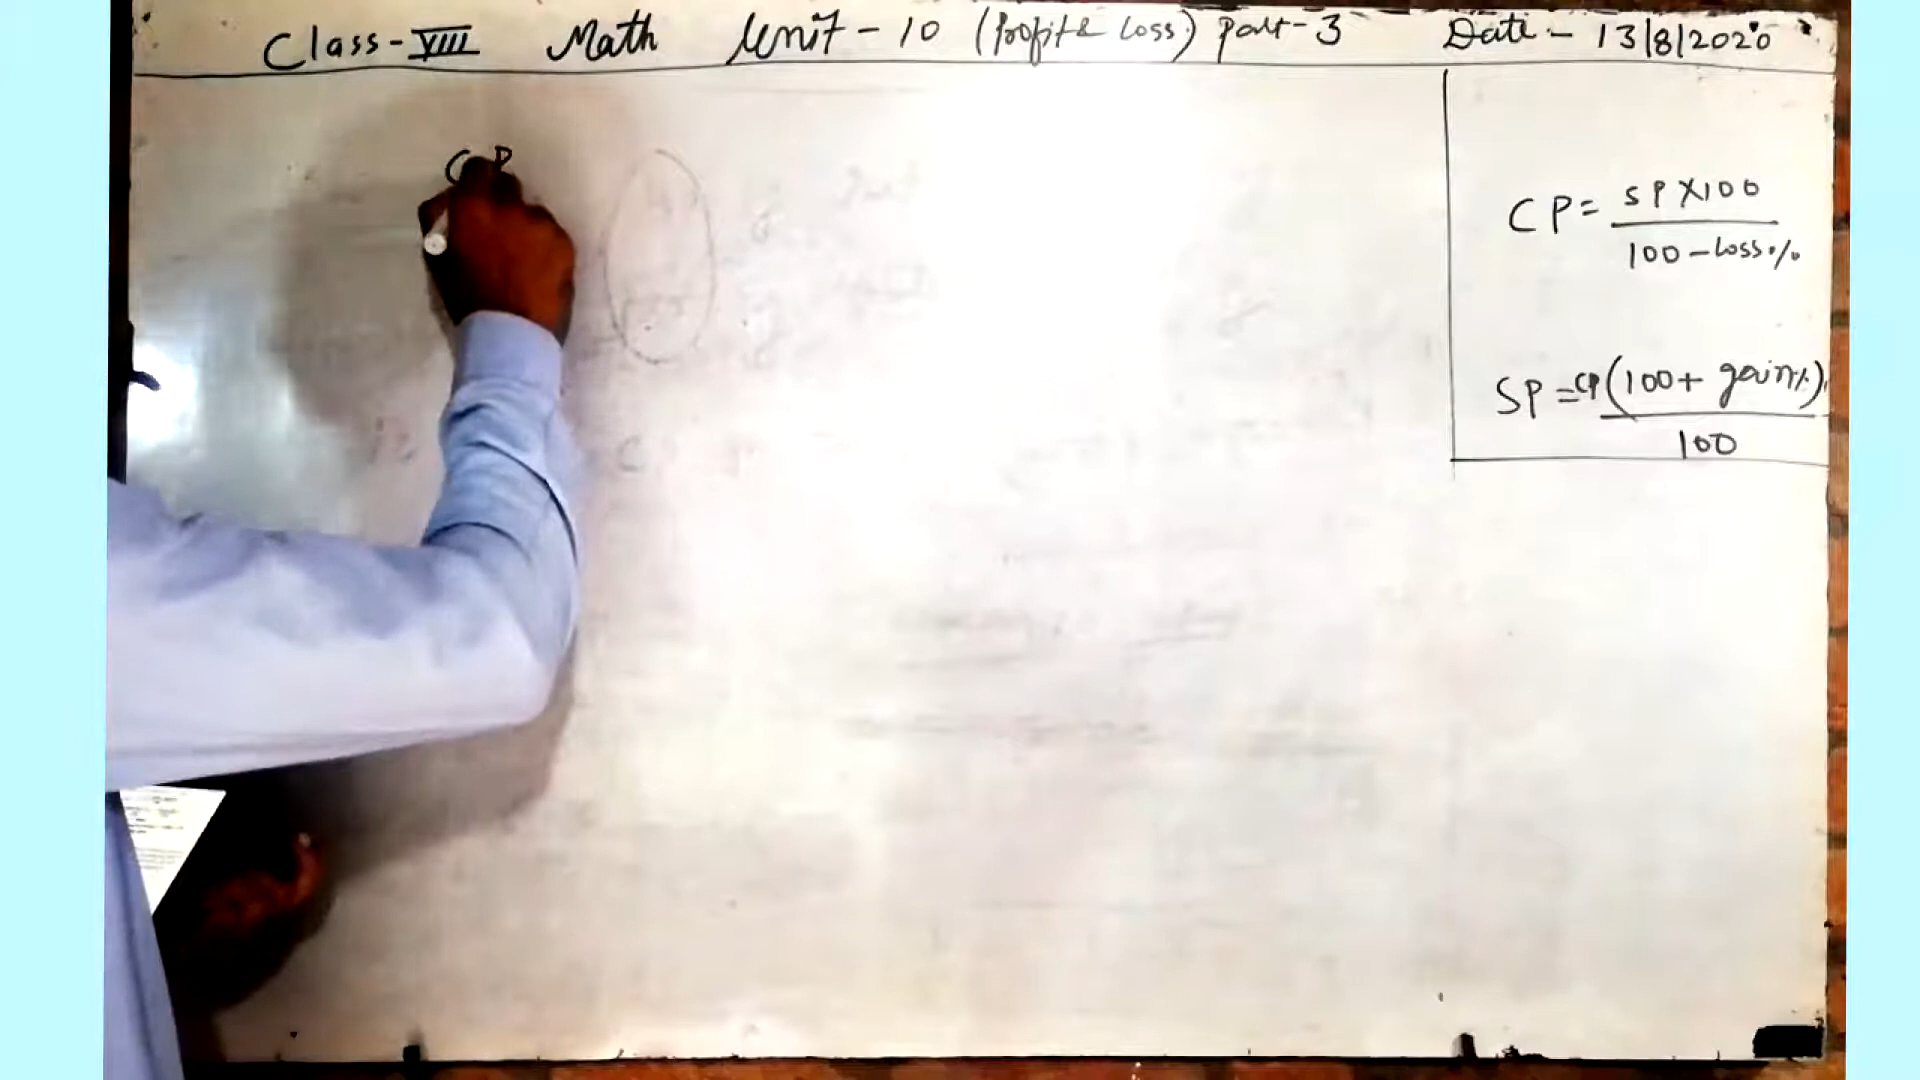 Class-VIII Math Unit-10 (Profit & Loss) Part-3 Date- 13/8/2020
C P
CP= SP X100
100-Loss%
SP=CP(100+ gain%)
100